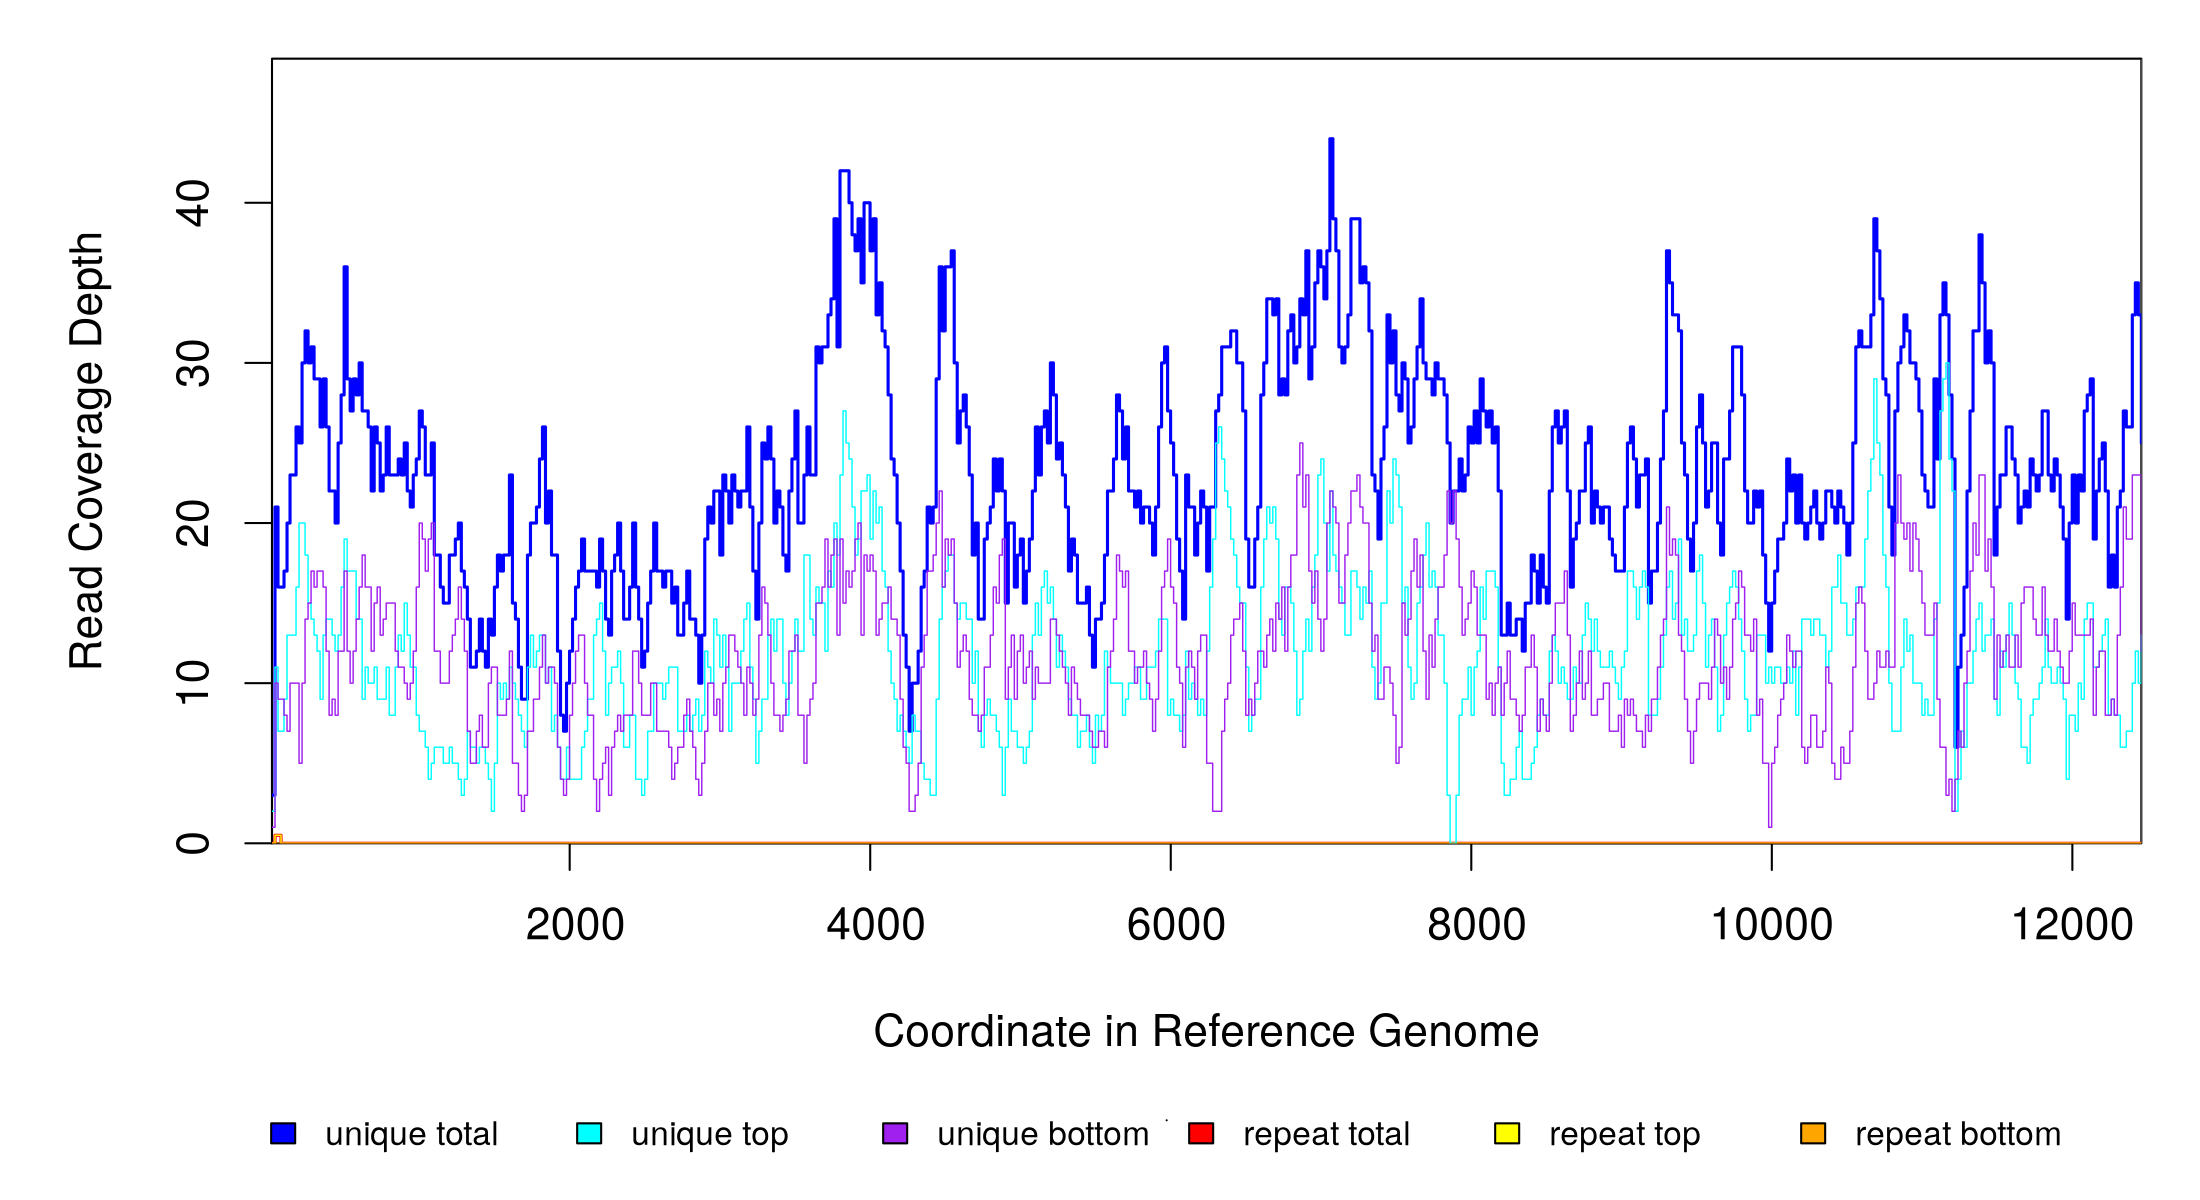 Read Coverage Depth
40
30
20
10
0
2000 4000 6000 8000 10000 12000
Coordinate in Reference Genome
unique total unique top unique bottom repeat total repeat top repeat bottom